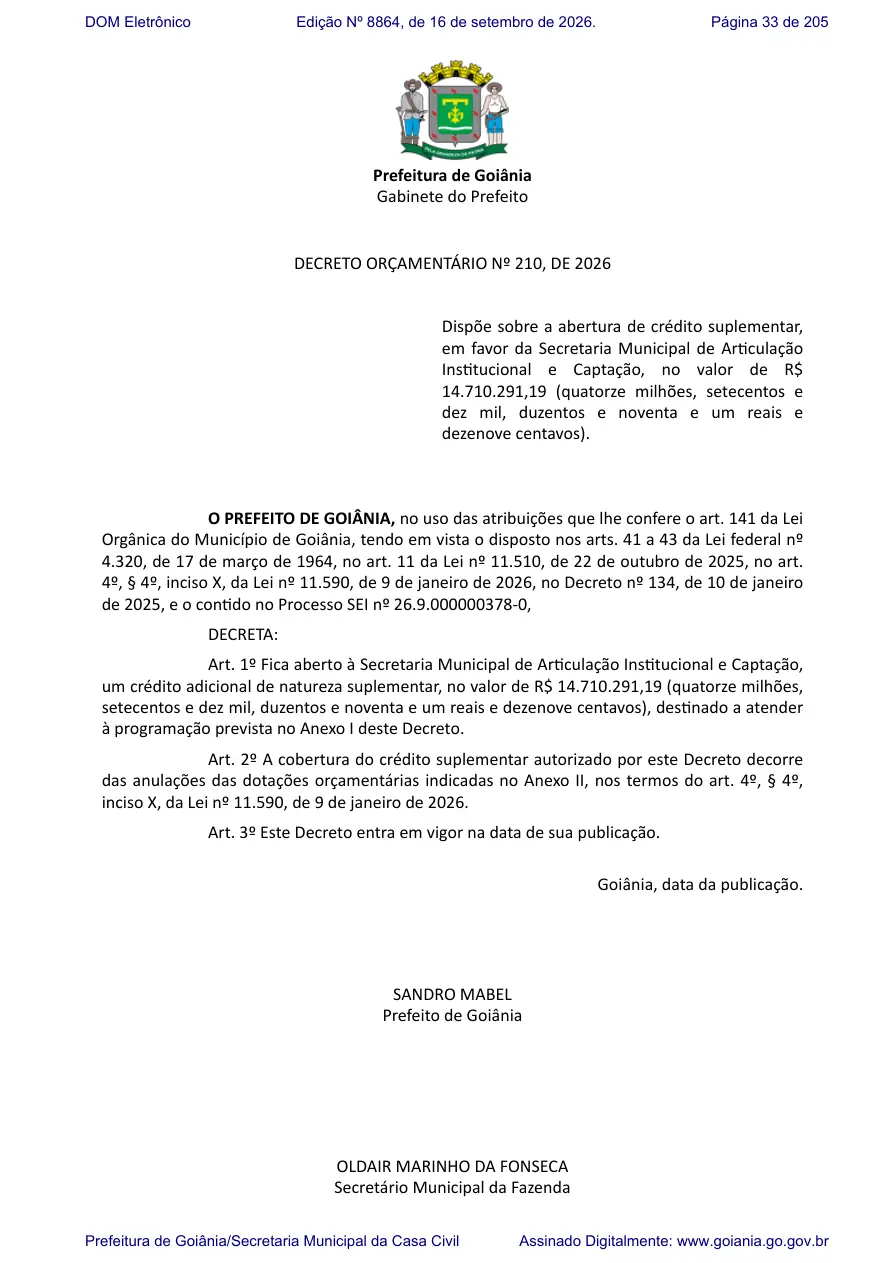 DOM Eletrônico Edição Nº 8864, de 16 de setembro de 2026. Página 33 de 205
PELA GRANDEZA DA PÁTRIA
Prefeitura de Goiânia
Gabinete do Prefeito
DECRETO ORÇAMENTÁRIO Nº 210, DE 2026
Dispõe sobre a abertura de crédito suplementar,
em favor da Secretaria Municipal de Articulação
Institucional e Captação, no valor de R$
14.710.291,19 (quatorze milhões, setecentos e
dez mil, duzentos e noventa e um reais e
dezenove centavos).
O PREFEITO DE GOIÂNIA, no uso das atribuições que lhe confere o art. 141 da Lei
Orgânica do Município de Goiânia, tendo em vista o disposto nos arts. 41 a 43 da Lei federal nº
4.320, de 17 de março de 1964, no art. 11 da Lei nº 11.510, de 22 de outubro de 2025, no art.
4º, § 4º, inciso X, da Lei nº 11.590, de 9 de janeiro de 2026, no Decreto nº 134, de 10 de janeiro
de 2025, e o contido no Processo SEI nº 26.9.000000378-0,
DECRETA:
Art. 1º Fica aberto à Secretaria Municipal de Articulação Institucional e Captação,
um crédito adicional de natureza suplementar, no valor de R$ 14.710.291,19 (quatorze milhões,
setecentos e dez mil, duzentos e noventa e um reais e dezenove centavos), destinado a atender
à programação prevista no Anexo I deste Decreto.
Art. 2º A cobertura do crédito suplementar autorizado por este Decreto decorre
das anulações das dotações orçamentárias indicadas no Anexo II, nos termos do art. 4º, § 4º,
inciso X, da Lei nº 11.590, de 9 de janeiro de 2026.
Art. 3º Este Decreto entra em vigor na data de sua publicação.
Goiânia, data da publicação.
SANDRO MABEL
Prefeito de Goiânia
OLDAIR MARINHO DA FONSECA
Secretário Municipal da Fazenda
Prefeitura de Goiânia/Secretaria Municipal da Casa Civil Assinado Digitalmente: www.goiania.go.gov.br